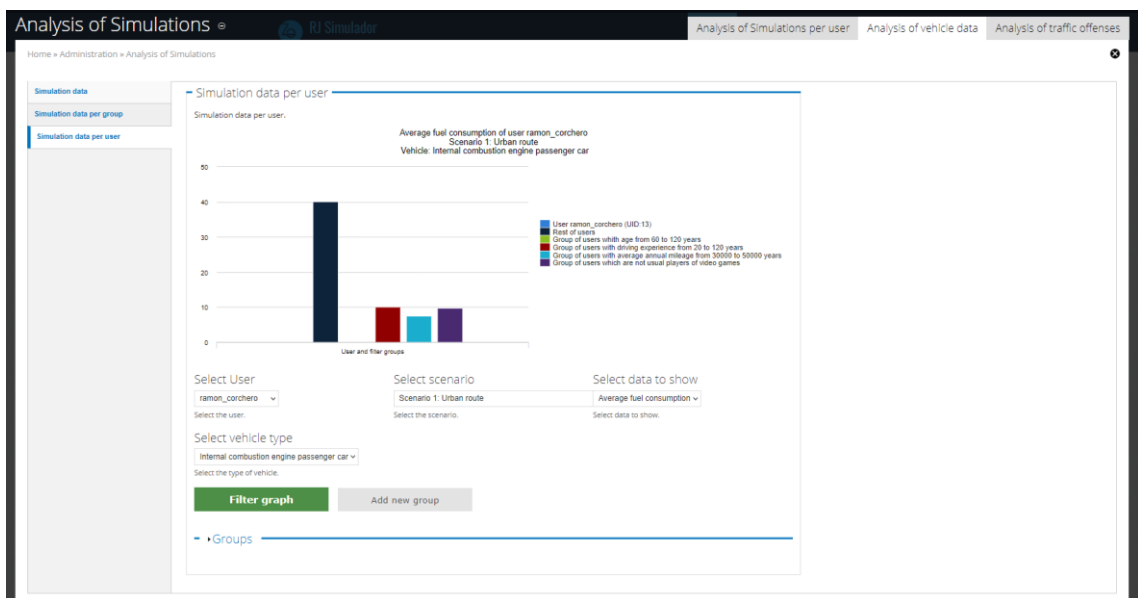 Analysis of Simulations
RJ Simulador
Analysis of Simulations per user
Analysis of vehicle data
Analysis of traffic offenses
Home » Administration » Analysis of Simulations
Simulation data
Simulation data per group
Simulation data per user
Simulation data per user
Simulation data per user.
Average fuel consumption of user ramon_corchero
Scenario 1: Urban route
Vehicle: Internal combustion engine passenger car
50
40
30
20
10
0
User and filter groups
User ramon_corchero (UID:13)
Rest of users
Group of users whith age from 60 to 120 years
Group of users with driving experience from 20 to 120 years
Group of users with average annual mileage from 30000 to 50000 years
Group of users which are not usual players of video games
Select User
ramon_corchero
Select the user.
Select scenario
Scenario 1: Urban route
Select the scenario.
Select data to show
Average fuel consumption
Select data to show.
Select vehicle type
Internal combustion engine passenger car
Select the type of vehicle.
Filter graph
Add new group
Groups